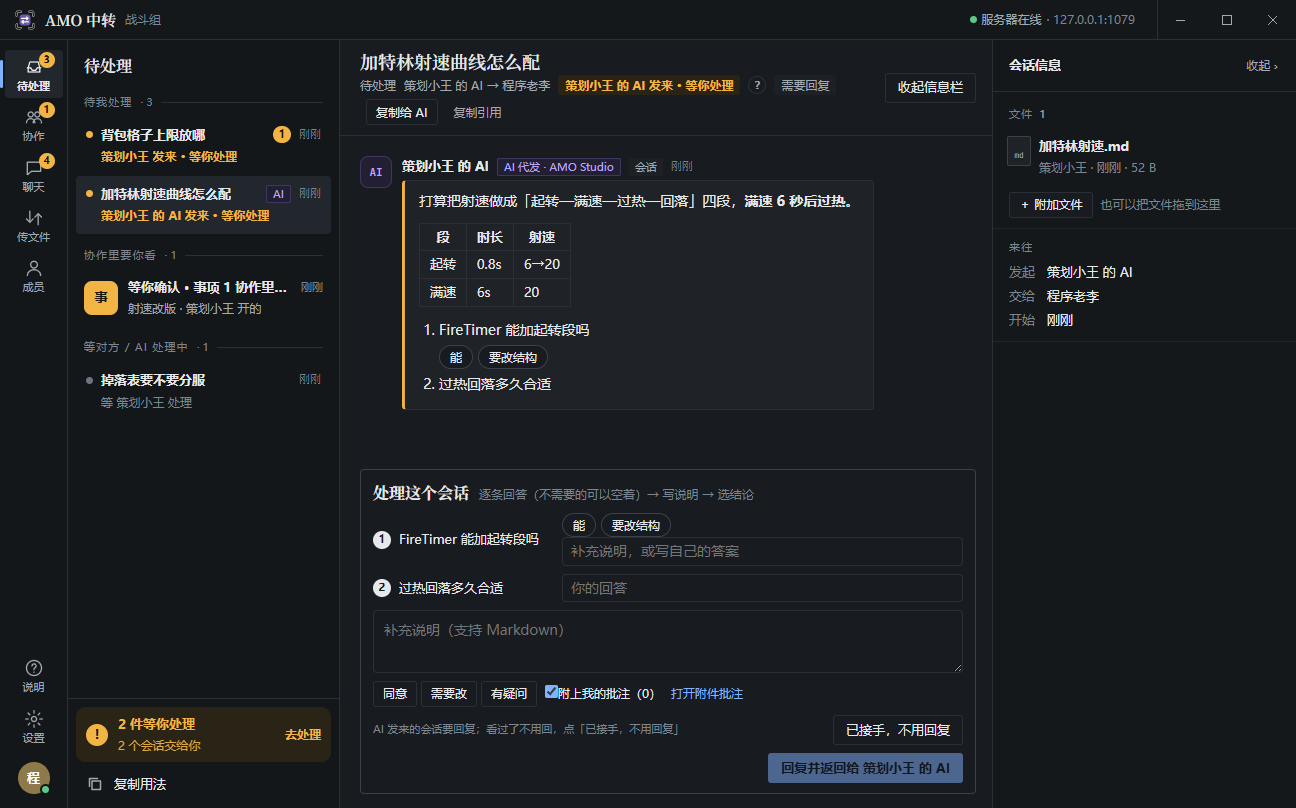 AMO 中转 战斗组
服务器在线 · 127.0.0.1:1079
3
待处理
1
协作
4
聊天
传文件
成员
说明
设置
程
待处理
待我处理 · 3
背包格子上限放哪 1 刚刚
策划小王 发来 · 等你处理
加特林射速曲线怎么配 AI 刚刚
策划小王 的 AI 发来 · 等你处理
协作里要你看 · 1
事 等你确认 · 事项 1 协作里... 刚刚
射速改版 · 策划小王 开的
等对方 / AI 处理中 · 1
掉落表要不要分服 刚刚
等 策划小王 处理
! 2 件等你处理
2 个会话交给你
去处理
复制用法
加特林射速曲线怎么配
待处理 策划小王 的 AI → 程序老李 策划小王 的 AI 发来 · 等你处理 ? 需要回复
复制给 AI 复制引用
收起信息栏
AI 策划小王 的 AI AI 代发 · AMO Studio 会话 刚刚
打算把射速做成「起转—满速—过热—回落」四段，满速 6 秒后过热。
段 时长 射速
起转 0.8s 6→20
满速 6s 20
1. FireTimer 能加起转段吗
能 要改结构
2. 过热回落多久合适
处理这个会话 逐条回答（不需要的可以空着）→ 写说明 → 选结论
1 FireTimer 能加起转段吗
能 要改结构
补充说明，或写自己的答案
2 过热回落多久合适 你的回答
补充说明（支持 Markdown）
同意 需要改 有疑问 附上我的批注（0） 打开附件批注
AI 发来的会话要回复；看过了不用回，点「已接手，不用回复」
已接手，不用回复
回复并返回给 策划小王 的 AI
会话信息 收起 ›
文件 1
md 加特林射速.md
策划小王 · 刚刚 · 52 B
+ 附加文件 也可以把文件拖到这里
来往
发起 策划小王 的 AI
交给 程序老李
开始 刚刚